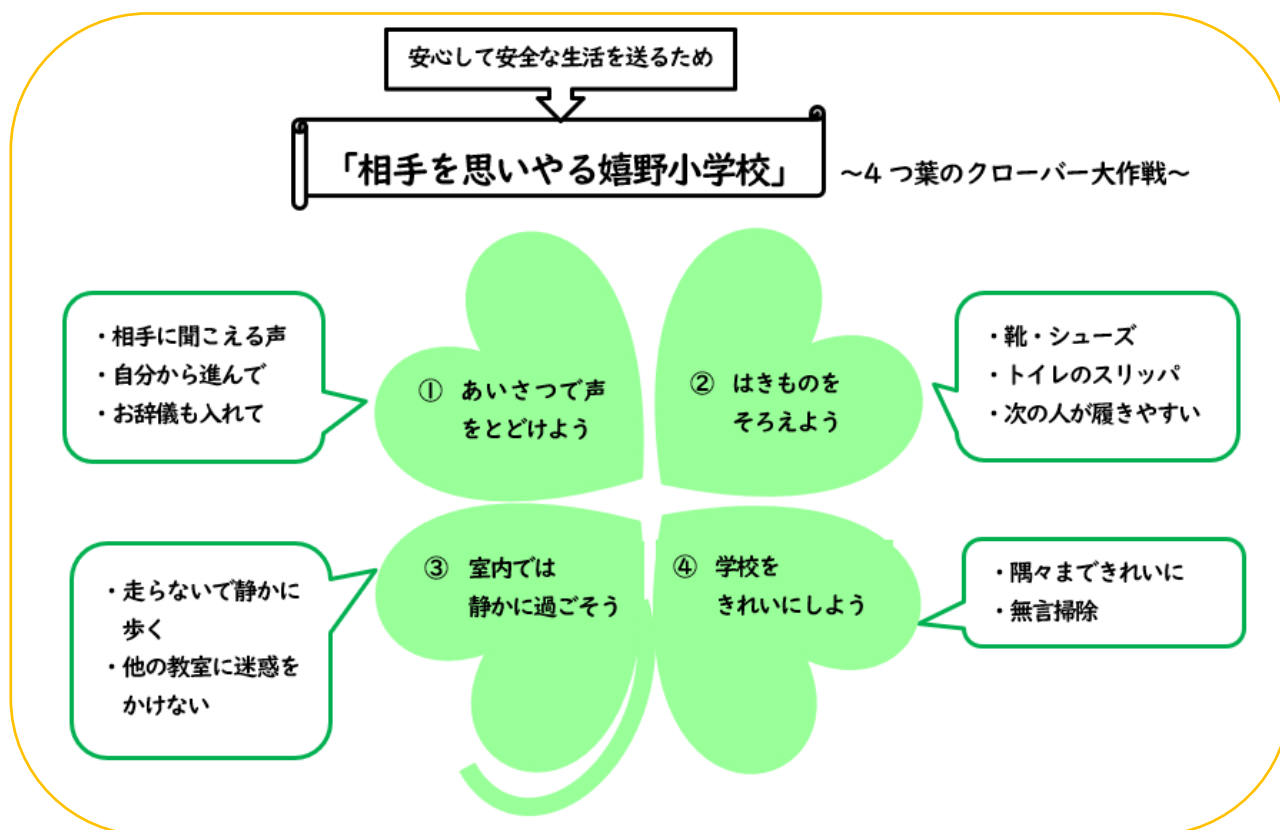 安心して安全な生活を送るため
「相手を思いやる嬉野小学校」 ～4つ葉のクローバー大作戦～
・相手に聞こえる声
・自分から進んで
・お辞儀も入れて
① あいさつで声
をとどけよう
② はきものを
そろえよう
・靴・シューズ
・トイレのスリッパ
・次の人が履きやすい
・走らないで静かに
歩く
・他の教室に迷惑を
かけない
③ 室内では
静かに過ごそう
④ 学校を
きれいにしよう
・隅々まできれいに
・無言掃除